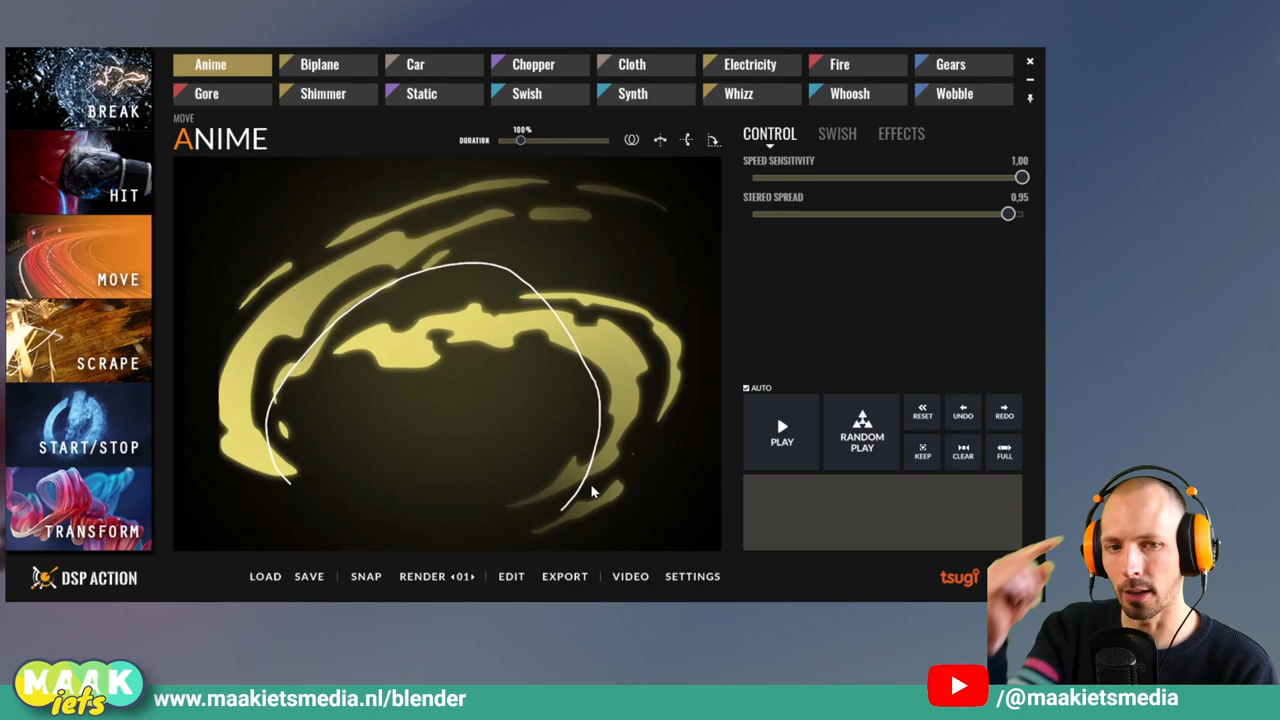 Anime Biplane Car Chopper Cloth Electricity Fire Gears
Gore Shimmer Static Swish Synth Whizz Whoosh Wobble
BREAK
HIT
MOVE
SCRAPE
START/STOP
TRANSFORM
MOVE
ANIME
DURATION 100%
CONTROL SWISH EFFECTS
SPEED SENSITIVITY 1,00
STEREO SPREAD 0,95
AUTO
PLAY
RANDOM
PLAY
RESET UNDO REDO
KEEP CLEAR FULL
DSP ACTION
LOAD SAVE SNAP RENDER 01 EDIT EXPORT VIDEO SETTINGS
tsugi
MAAK
iets
www.maakietsmedia.nl/blender
/@maakietsmedia